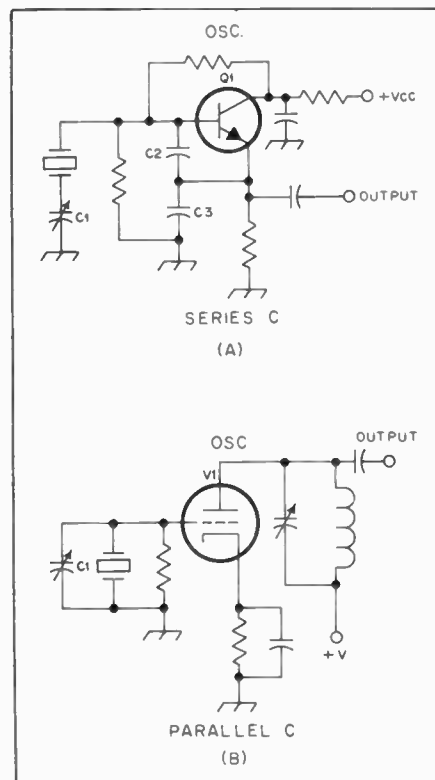 OSC.
Q1
+VCC
C2
C1
C3
OUTPUT
SERIES C
(A)
OSC
OUTPUT
V1
C1
+V
PARALLEL C
(B)